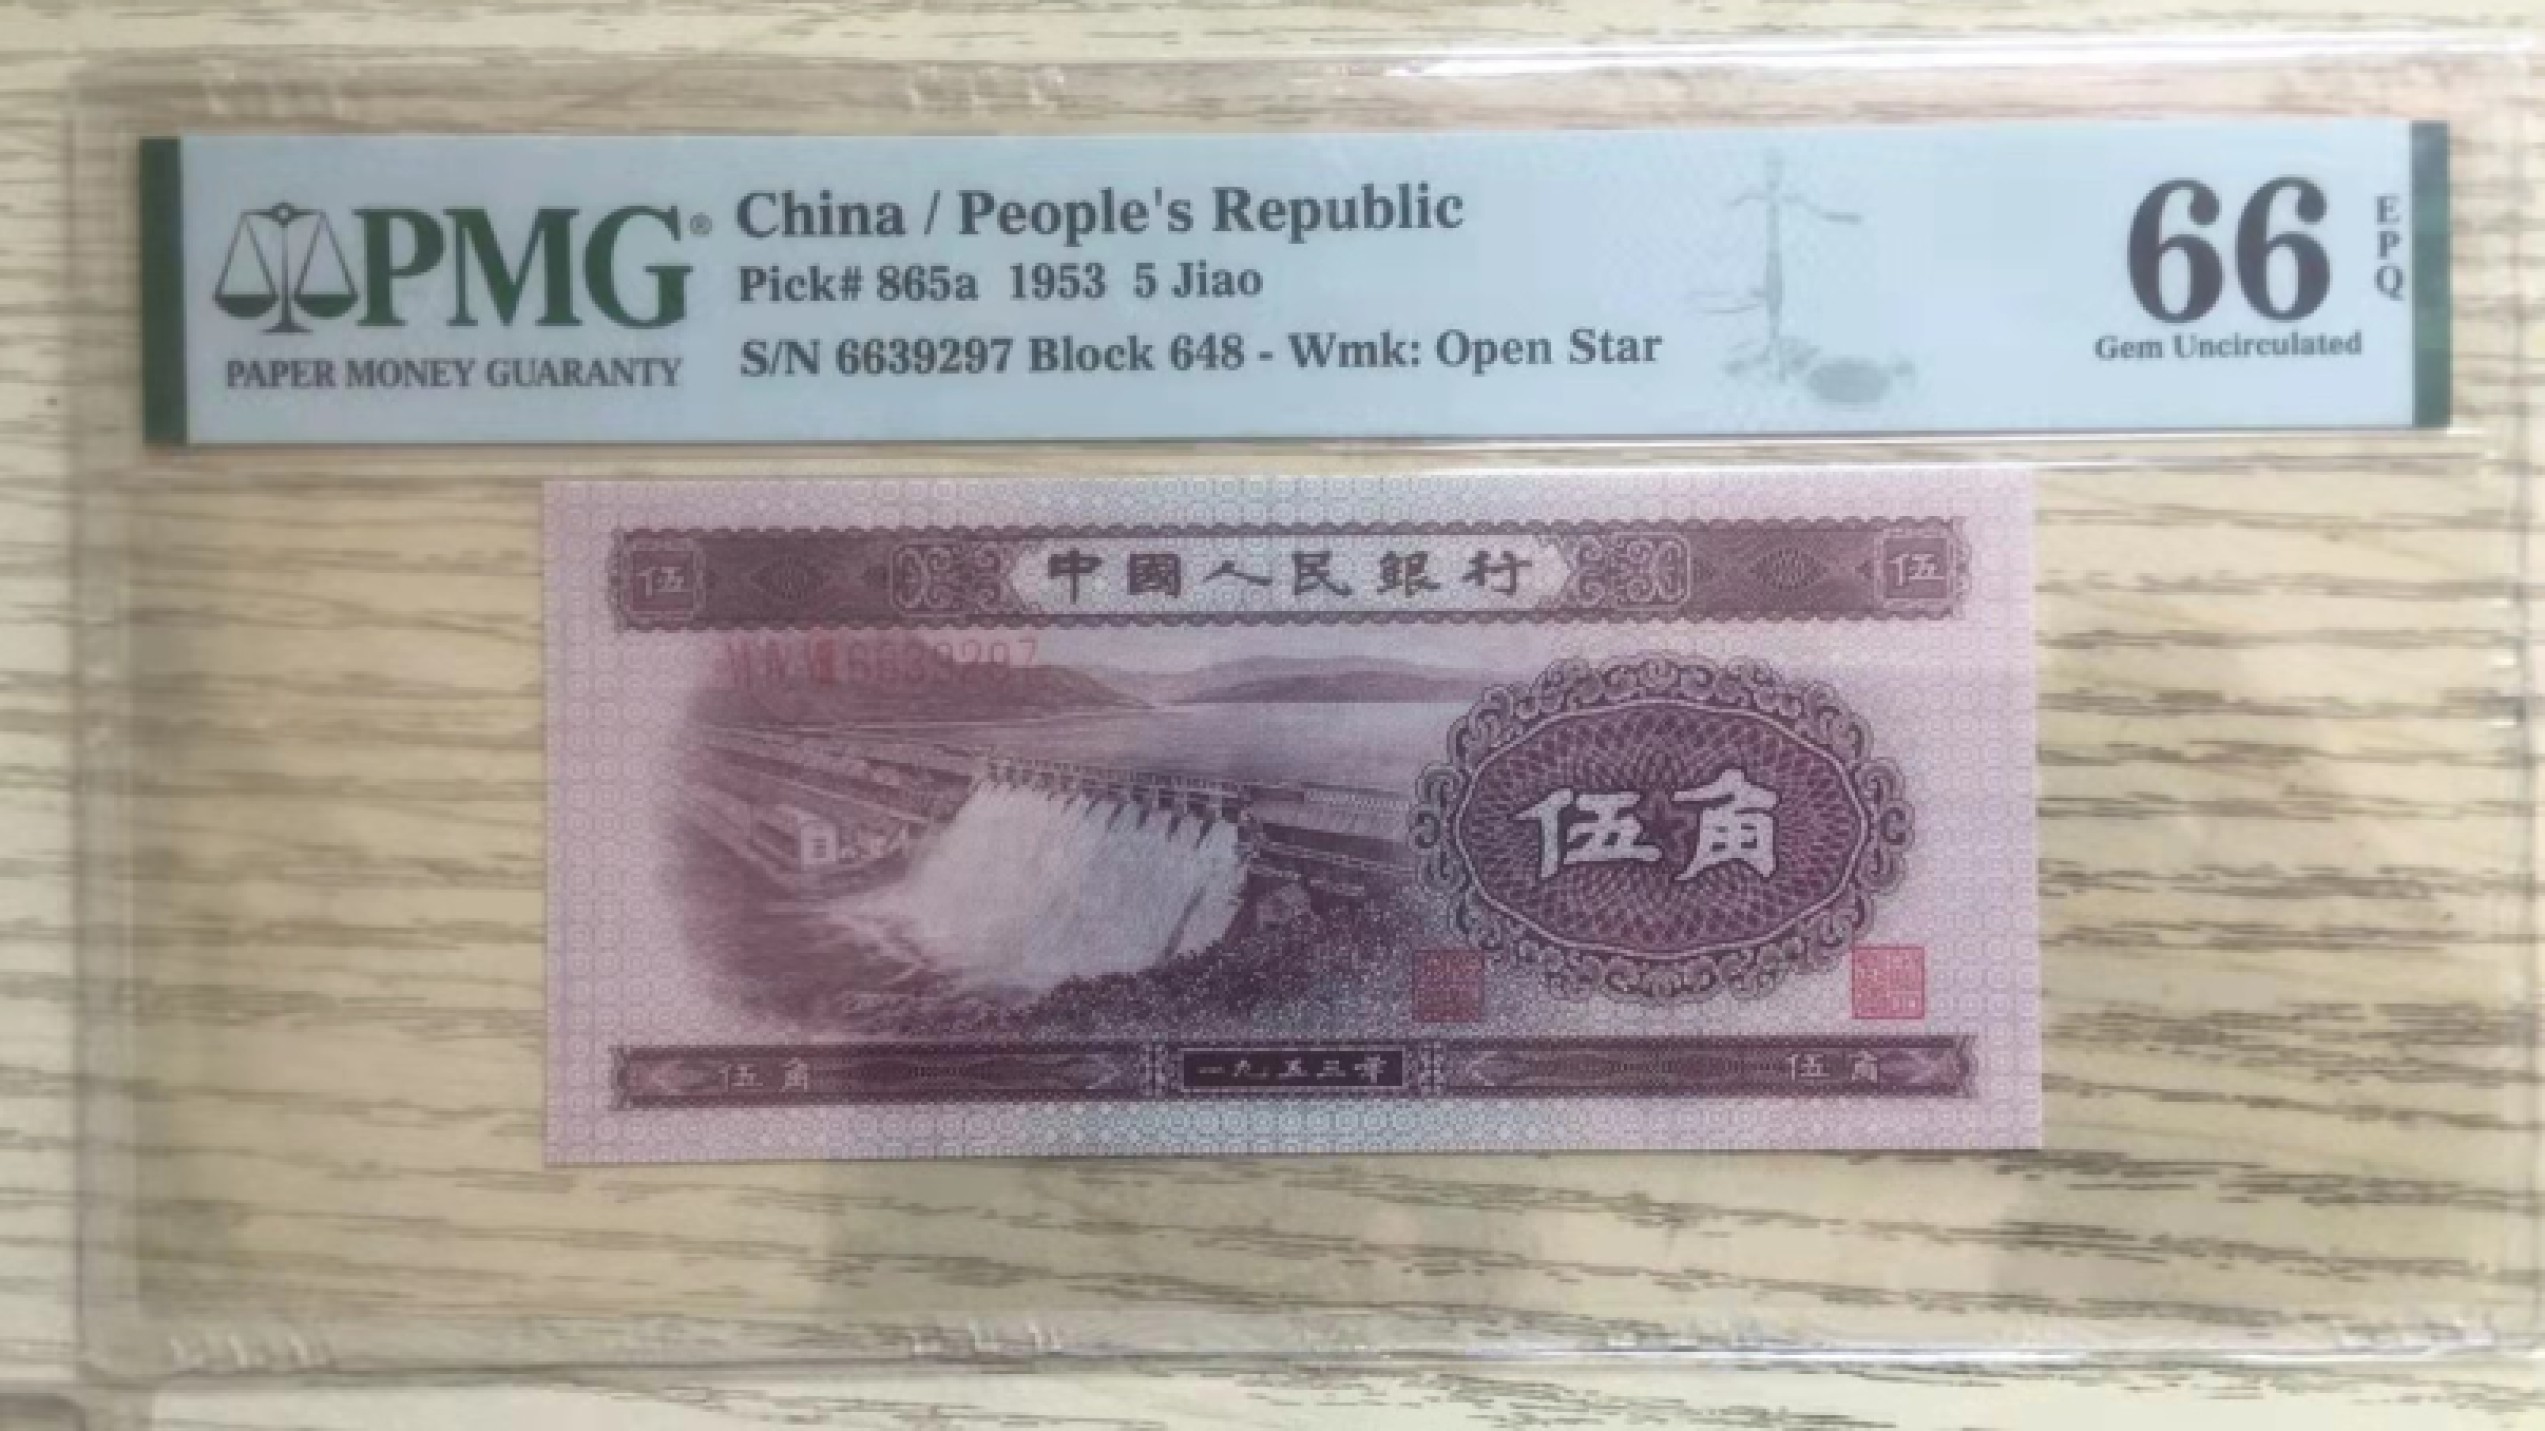 PMG®
PAPER MONEY GUARANTY
China / People's Republic
Pick# 865a 1953 5 Jiao
S/N 6639297 Block 648 - Wmk: Open Star
66
EPQ
Gem Uncirculated
伍 中國人民銀行 伍
6639297
伍角
伍角 一九五三年 伍角